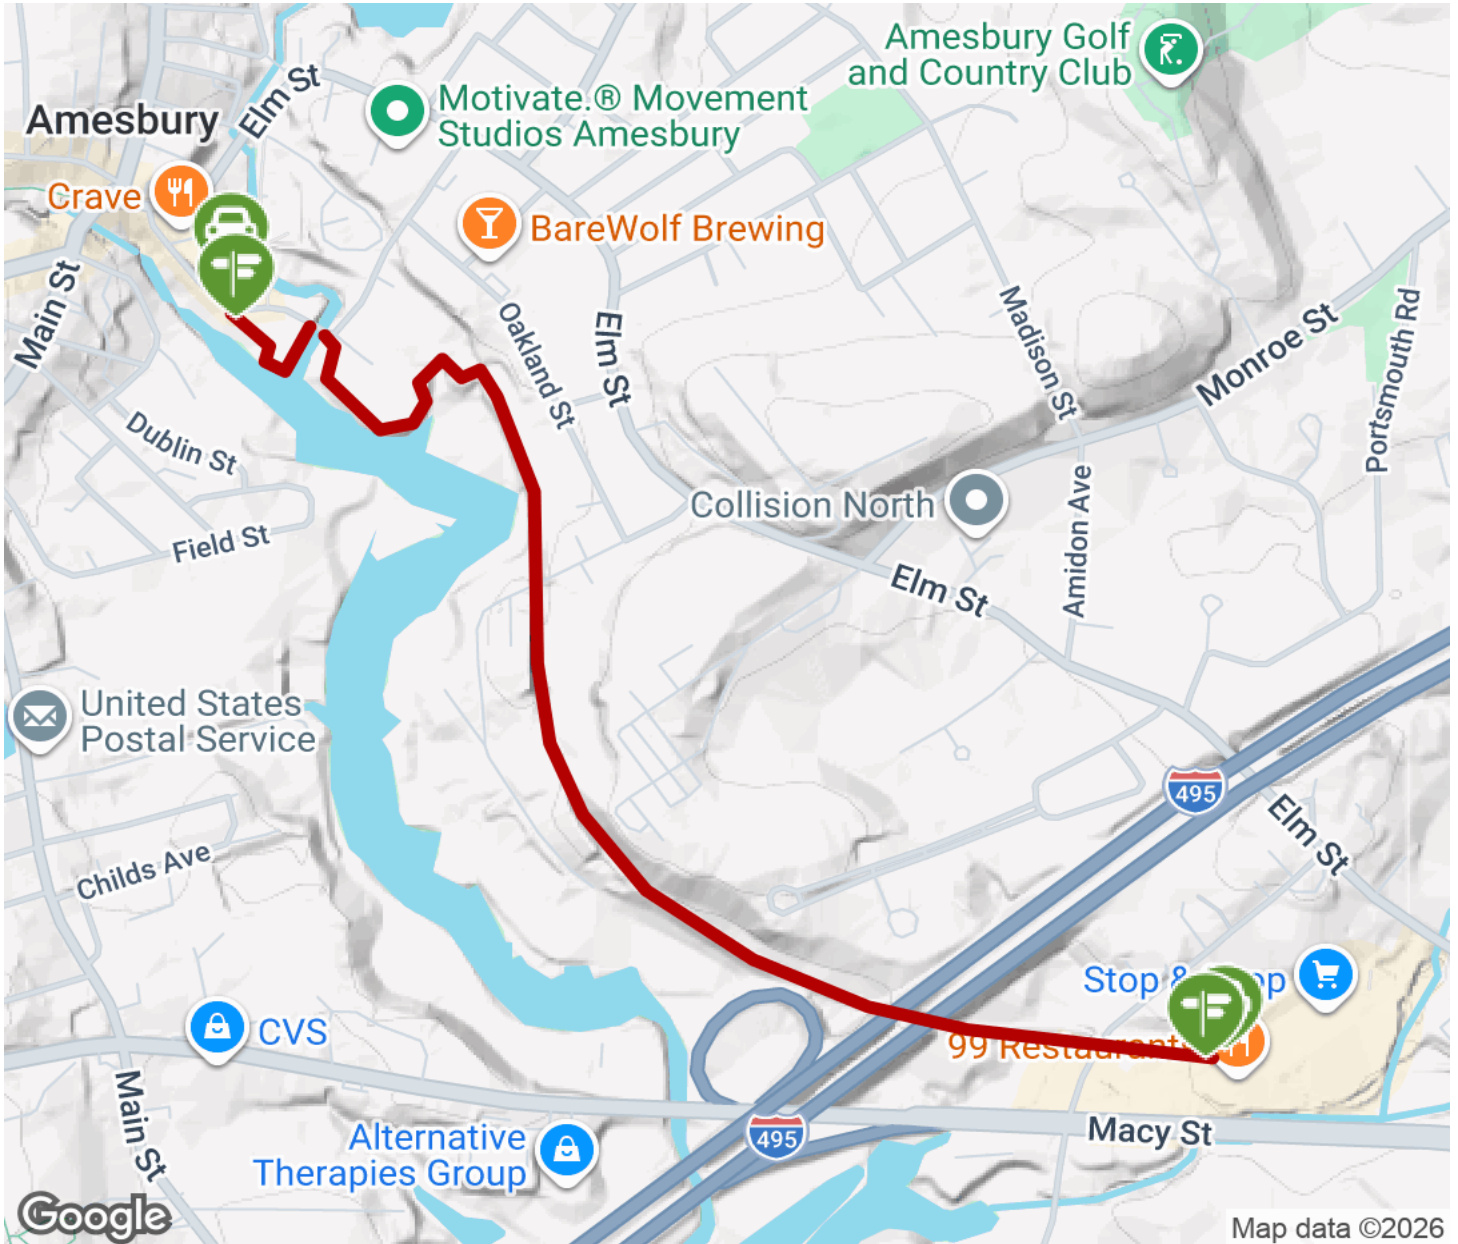 Amesbury Golf
and Country Club
Elm St
Motivate.® Movement
Studios Amesbury
Amesbury
Crave
BareWolf Brewing
Main St
Oakland St
Elm St
Madison St
Monroe St
Portsmouth Rd
Dublin St
Collision North
Field St
Amidon Ave
Elm St
United States
Postal Service
495
Elm St
Childs Ave
Stop &
op
CVS
99 Restaurant
Main St
Alternative
Therapies Group
495
Macy St
Google
Map data ©2026